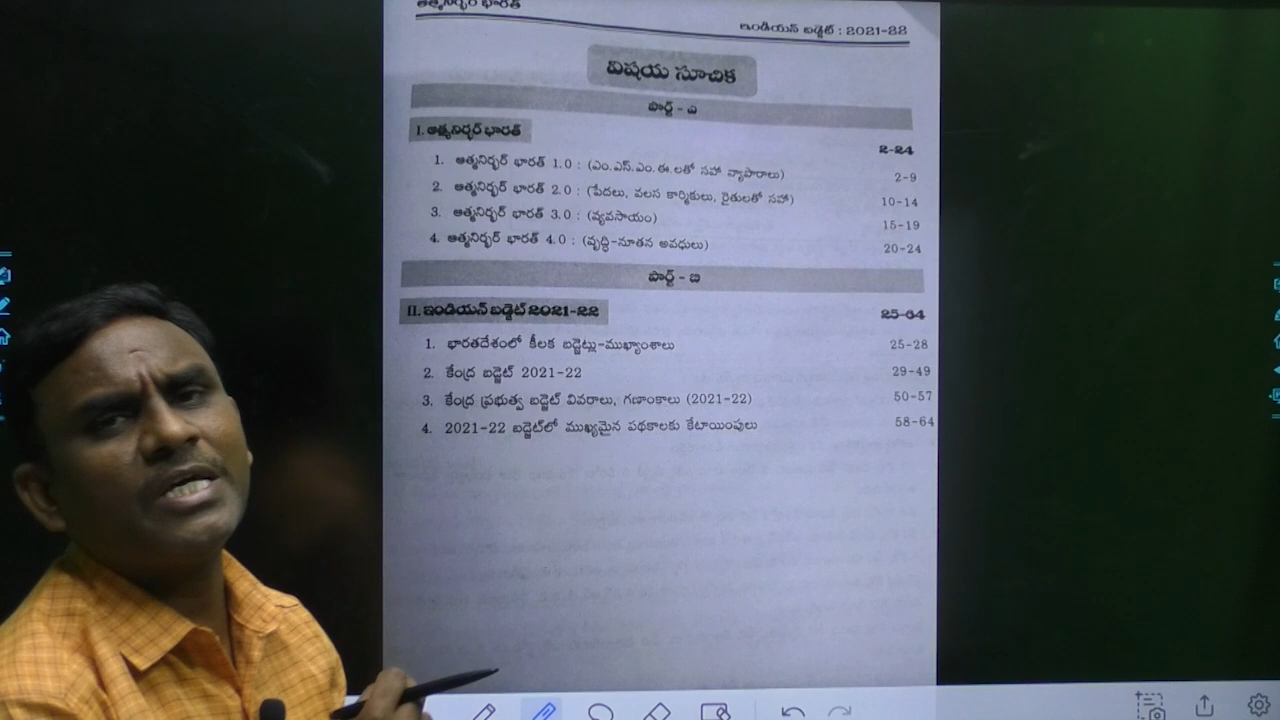 ఆత్మనిర్భర్ భారత్
ఇండియన్ బడ్జెట్ : 2021-22
విషయ సూచిక
పార్ట్ - ఎ
I. ఆత్మనిర్భర్ భారత్ 2-24
1. ఆత్మనిర్భర్ భారత్ 1.0 : (ఎం.ఎస్.ఎం.ఈ.లతో సహా వ్యాపారాలు) 2-9
2. ఆత్మనిర్భర్ భారత్ 2.0 : (పేదలు, వలస కార్మికులు, రైతులతో సహా) 10-14
3. ఆత్మనిర్భర్ భారత్ 3.0 : (వ్యవసాయం) 15-19
4. ఆత్మనిర్భర్ భారత్ 4.0 : (వృద్ధి-నూతన అవధులు) 20-24
పార్ట్ - బి
II. ఇండియన్ బడ్జెట్ 2021-22 25-64
1. భారతదేశంలో కీలక బడ్జెట్లు-ముఖ్యాంశాలు 25-28
2. కేంద్ర బడ్జెట్ 2021-22 29-49
3. కేంద్ర ప్రభుత్వ బడ్జెట్ వివరాలు, గణాంకాలు (2021-22) 50-57
4. 2021-22 బడ్జెట్‌లో ముఖ్యమైన పథకాలకు కేటాయింపులు 58-64